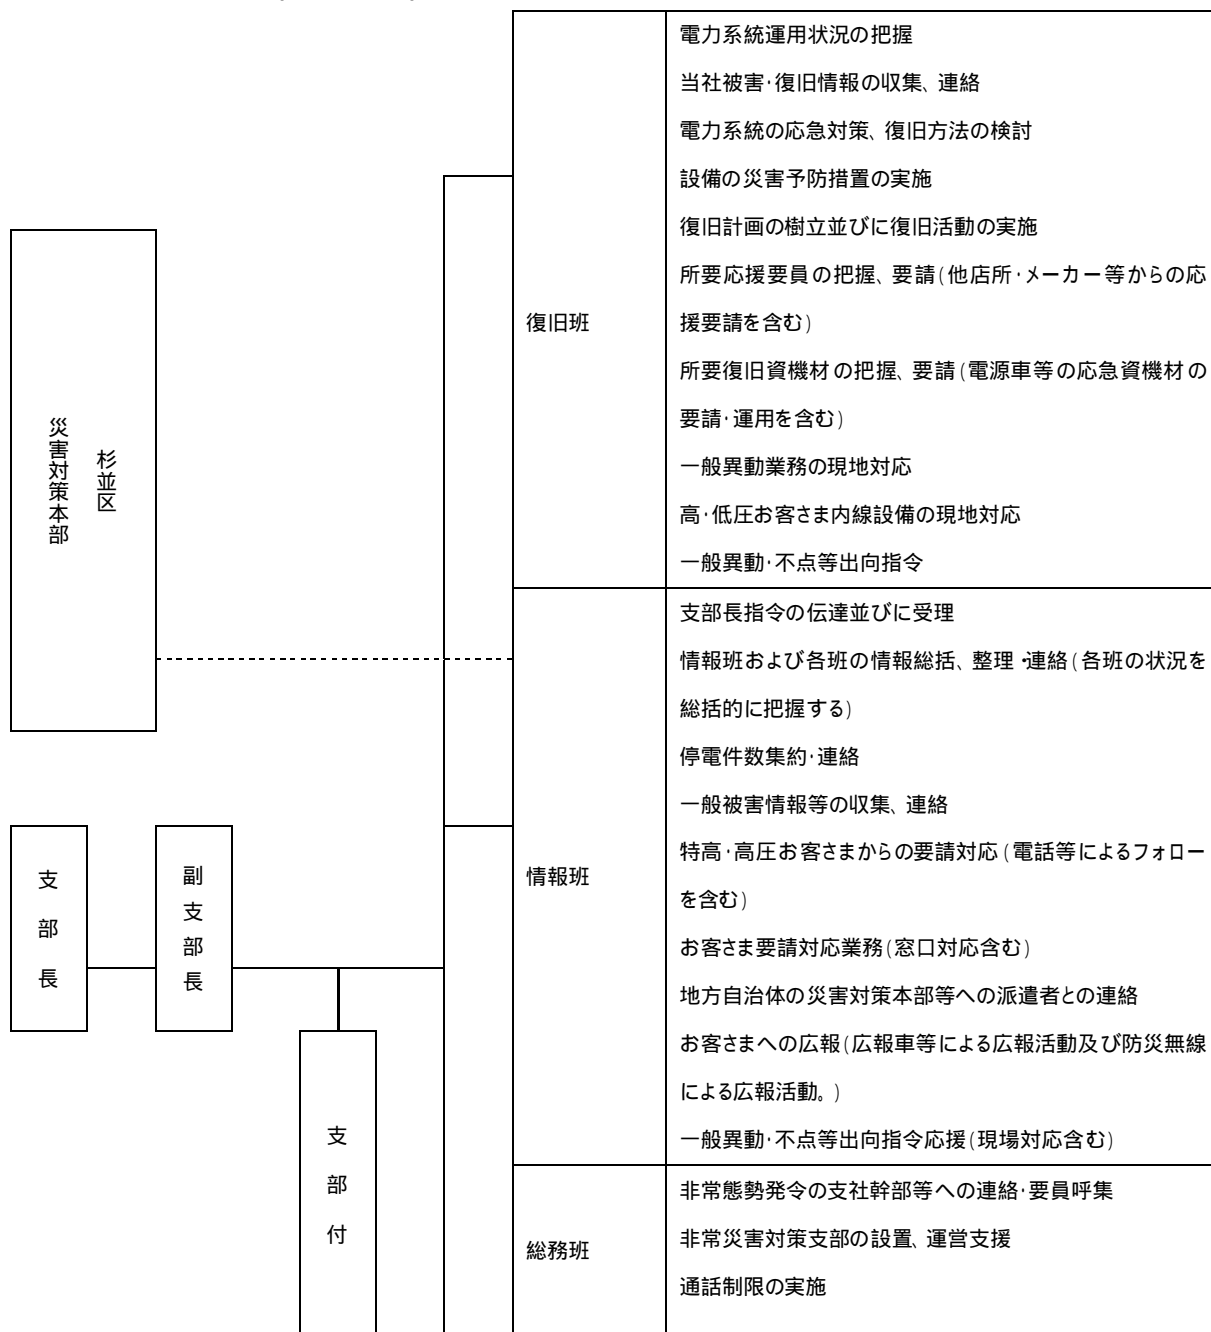 電力系統運用状況の把握
当社被害・復旧情報の収集、連絡
電力系統の応急対策、復旧方法の検討
設備の災害予防措置の実施
復旧計画の樹立並びに復旧活動の実施
所要応援要員の把握、要請(他店所・メーカー等からの応
援要請を含む)
所要復旧資機材の把握、要請(電源車等の応急資機材の
要請・運用を含む)
一般異動業務の現地対応
高・低圧お客さま内線設備の現地対応
一般異動・不点等出向指令
復旧班
杉並区
災害対策本部
支部長指令の伝達並びに受理
情報班および各班の情報総括、整理・連絡(各班の状況を
総括的に把握する)
停電件数集約・連絡
一般被害情報等の収集、連絡
特高・高圧お客さまからの要請対応(電話等によるフォロー
を含む)
お客さま要請対応業務(窓口対応含む)
地方自治体の災害対策本部等への派遣者との連絡
お客さまへの広報(広報車等による広報活動及び防災無線
による広報活動。)
一般異動・不点等出向指令応援(現場対応含む)
情報班
支部長
副支部長
支部付
総務班
非常態勢発令の支社幹部等への連絡・要員呼集
非常災害対策支部の設置、運営支援
通話制限の実施